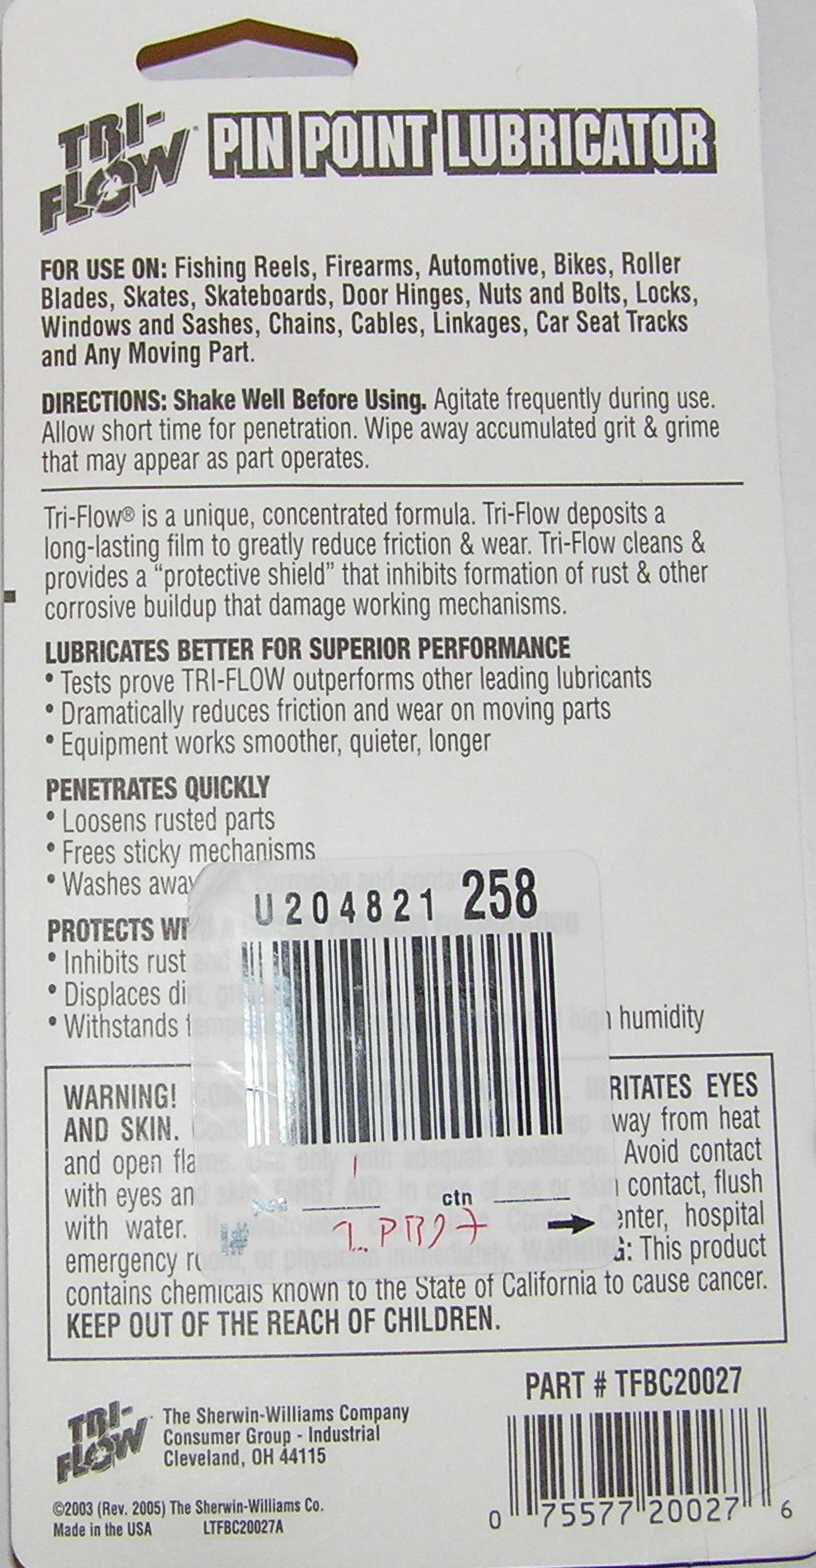 TRI-FLOW PIN POINT LUBRICATOR
FOR USE ON: Fishing Reels, Firearms, Automotive, Bikes, Roller
Blades, Skates, Skateboards, Door Hinges, Nuts and Bolts, Locks,
Windows and Sashes, Chains, Cables, Linkages, Car Seat Tracks
and Any Moving Part.
DIRECTIONS: Shake Well Before Using. Agitate frequently during use.
Allow short time for penetration. Wipe away accumulated grit & grime
that may appear as part operates.
Tri-Flow® is a unique, concentrated formula. Tri-Flow deposits a
long-lasting film to greatly reduce friction & wear. Tri-Flow cleans &
provides a “protective shield” that inhibits formation of rust & other
corrosive buildup that damage working mechanisms.
LUBRICATES BETTER FOR SUPERIOR PERFORMANCE
• Tests prove TRI-FLOW outperforms other leading lubricants
• Dramatically reduces friction and wear on moving parts
• Equipment works smoother, quieter, longer
PENETRATES QUICKLY
• Loosens rusted parts
• Frees sticky mechanisms
• Washes away
U204821 258
PROTECTS
• Inhibits rust
• Displaces
• Withstands humidity
WARNING! EYES
AND SKIN. from heat
and open Avoid contact
with eyes contact, flush
ctn
with water. hospital
emergency This product
contains chemicals known to the State of California to cause cancer.
KEEP OUT OF THE REACH OF CHILDREN.
PART # TFBC20027
TRI-FLOW
The Sherwin-Williams Company
Consumer Group - Industrial
Cleveland, OH 44115
0 75577 20027 6
©2003 (Rev. 2005) The Sherwin-Williams Co.
Made in the USA LTFBC20027A